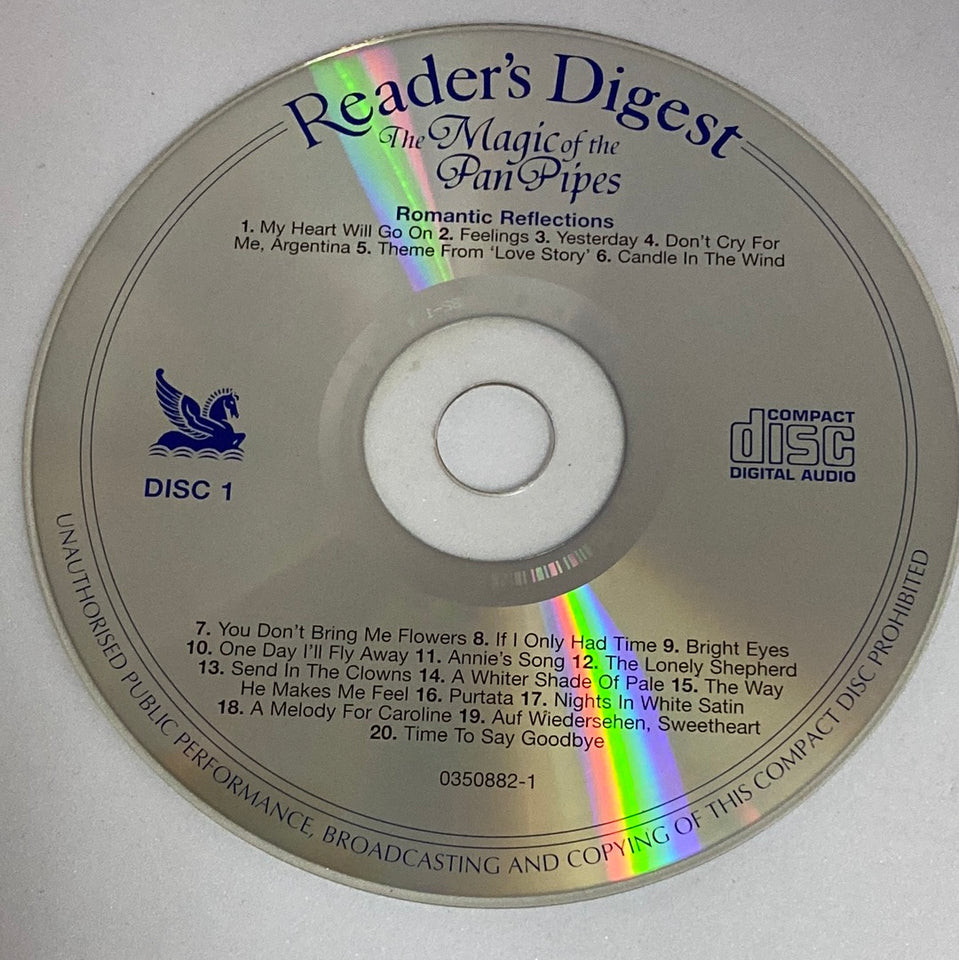 Reader's Digest
The Magic of the
Pan Pipes
Romantic Reflections
1. My Heart Will Go On 2. Feelings 3. Yesterday 4. Don't Cry For
Me, Argentina 5. Theme From 'Love Story' 6. Candle In The Wind
DISC 1
COMPACT
disc
DIGITAL AUDIO
7. You Don't Bring Me Flowers 8. If I Only Had Time 9. Bright Eyes
10. One Day I'll Fly Away 11. Annie's Song 12. The Lonely Shepherd
13. Send In The Clowns 14. A Whiter Shade Of Pale 15. The Way
He Makes Me Feel 16. Purtata 17. Nights In White Satin
18. A Melody For Caroline 19. Auf Wiedersehen, Sweetheart
20. Time To Say Goodbye
0350882-1
UNAUTHORISED PUBLIC PERFORMANCE, BROADCASTING AND COPYING OF THIS COMPACT DISC PROHIBITED